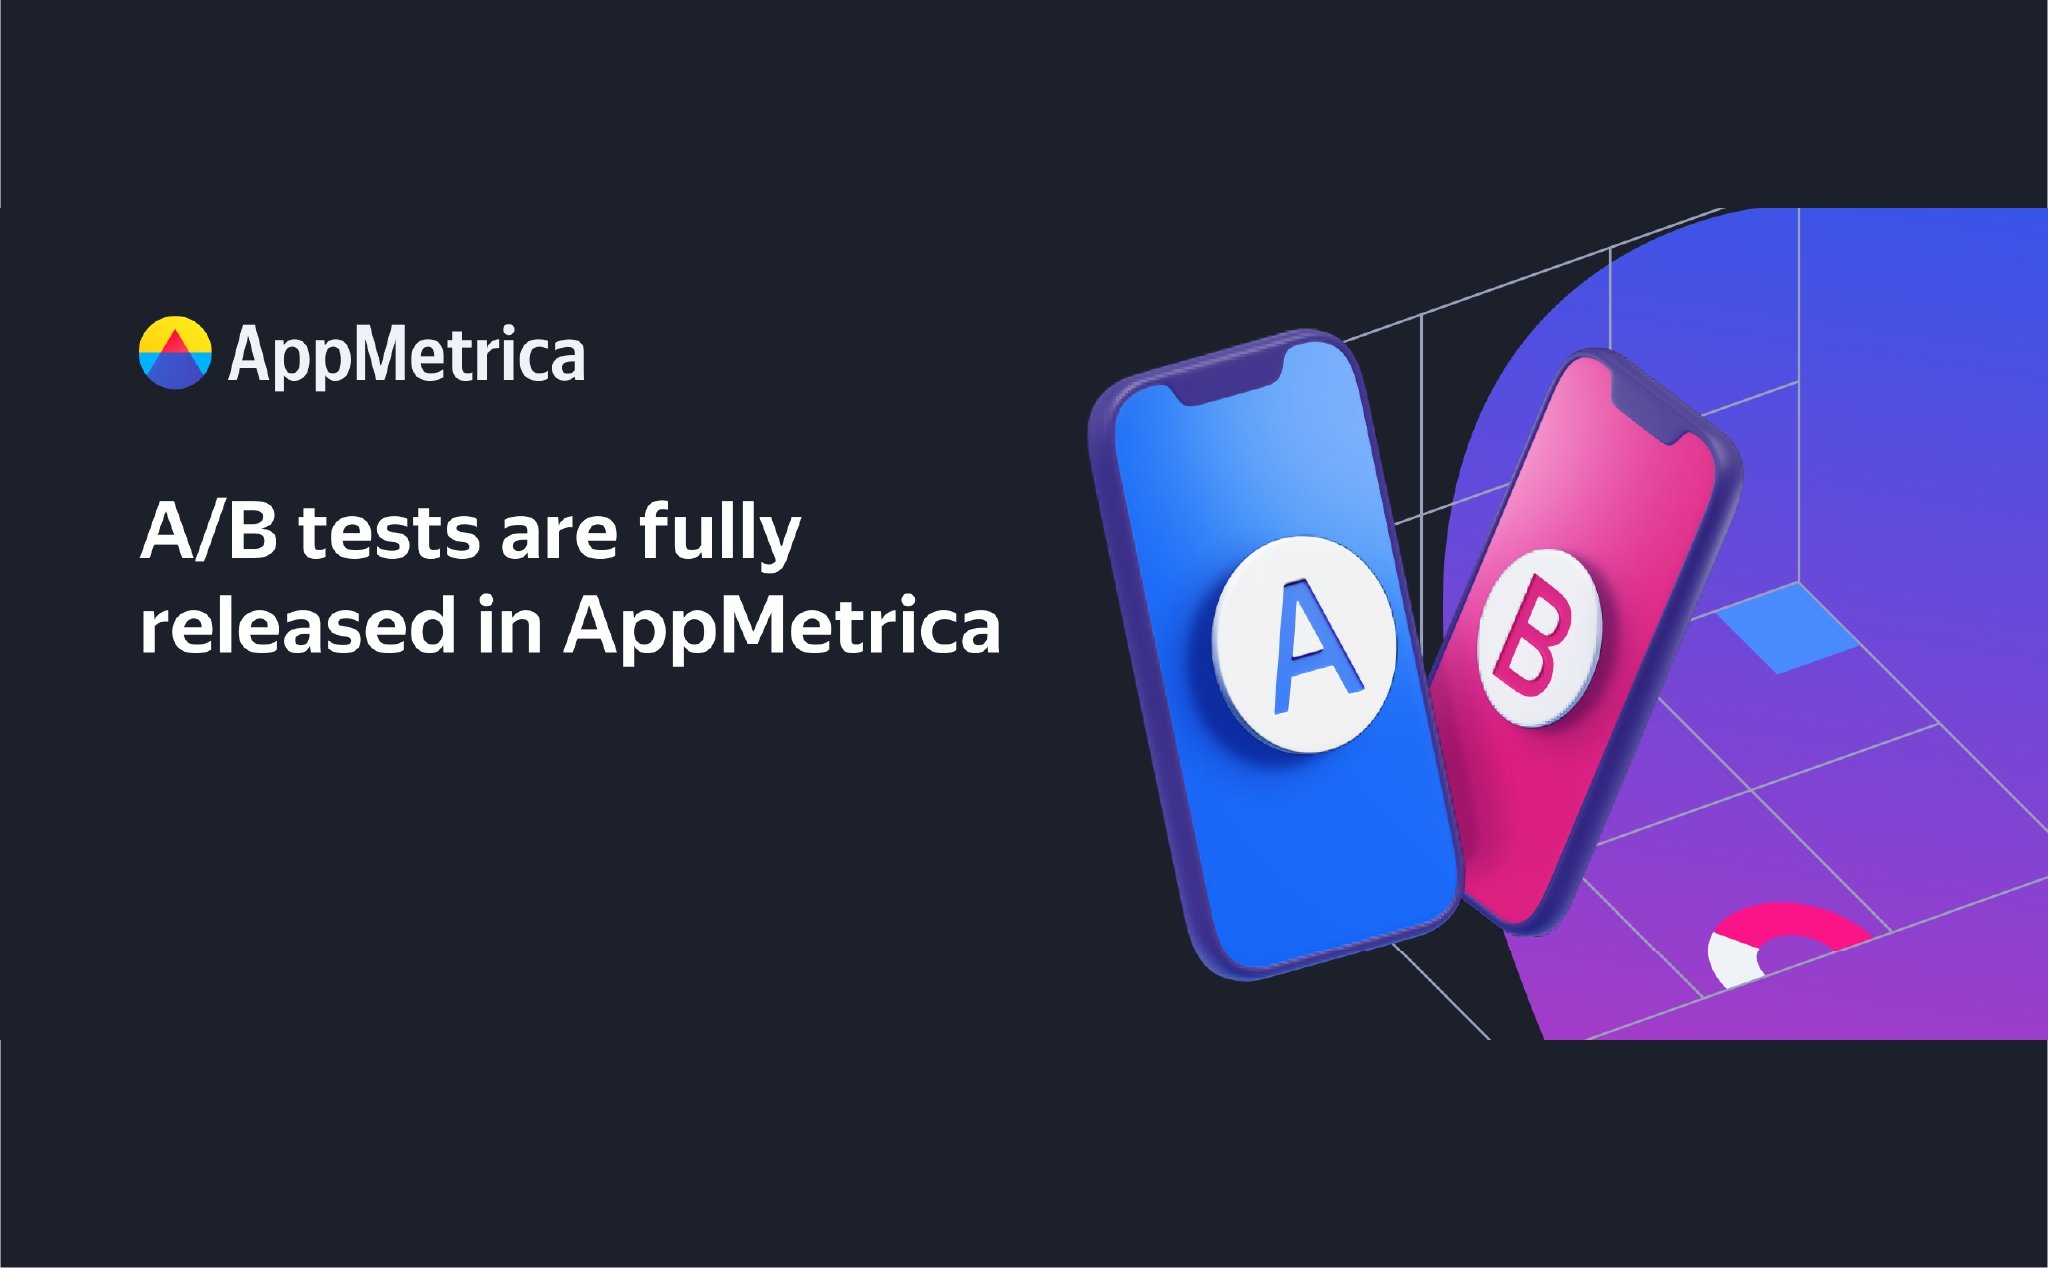 AppMetrica
A/B tests are fully
released in AppMetrica
A
B